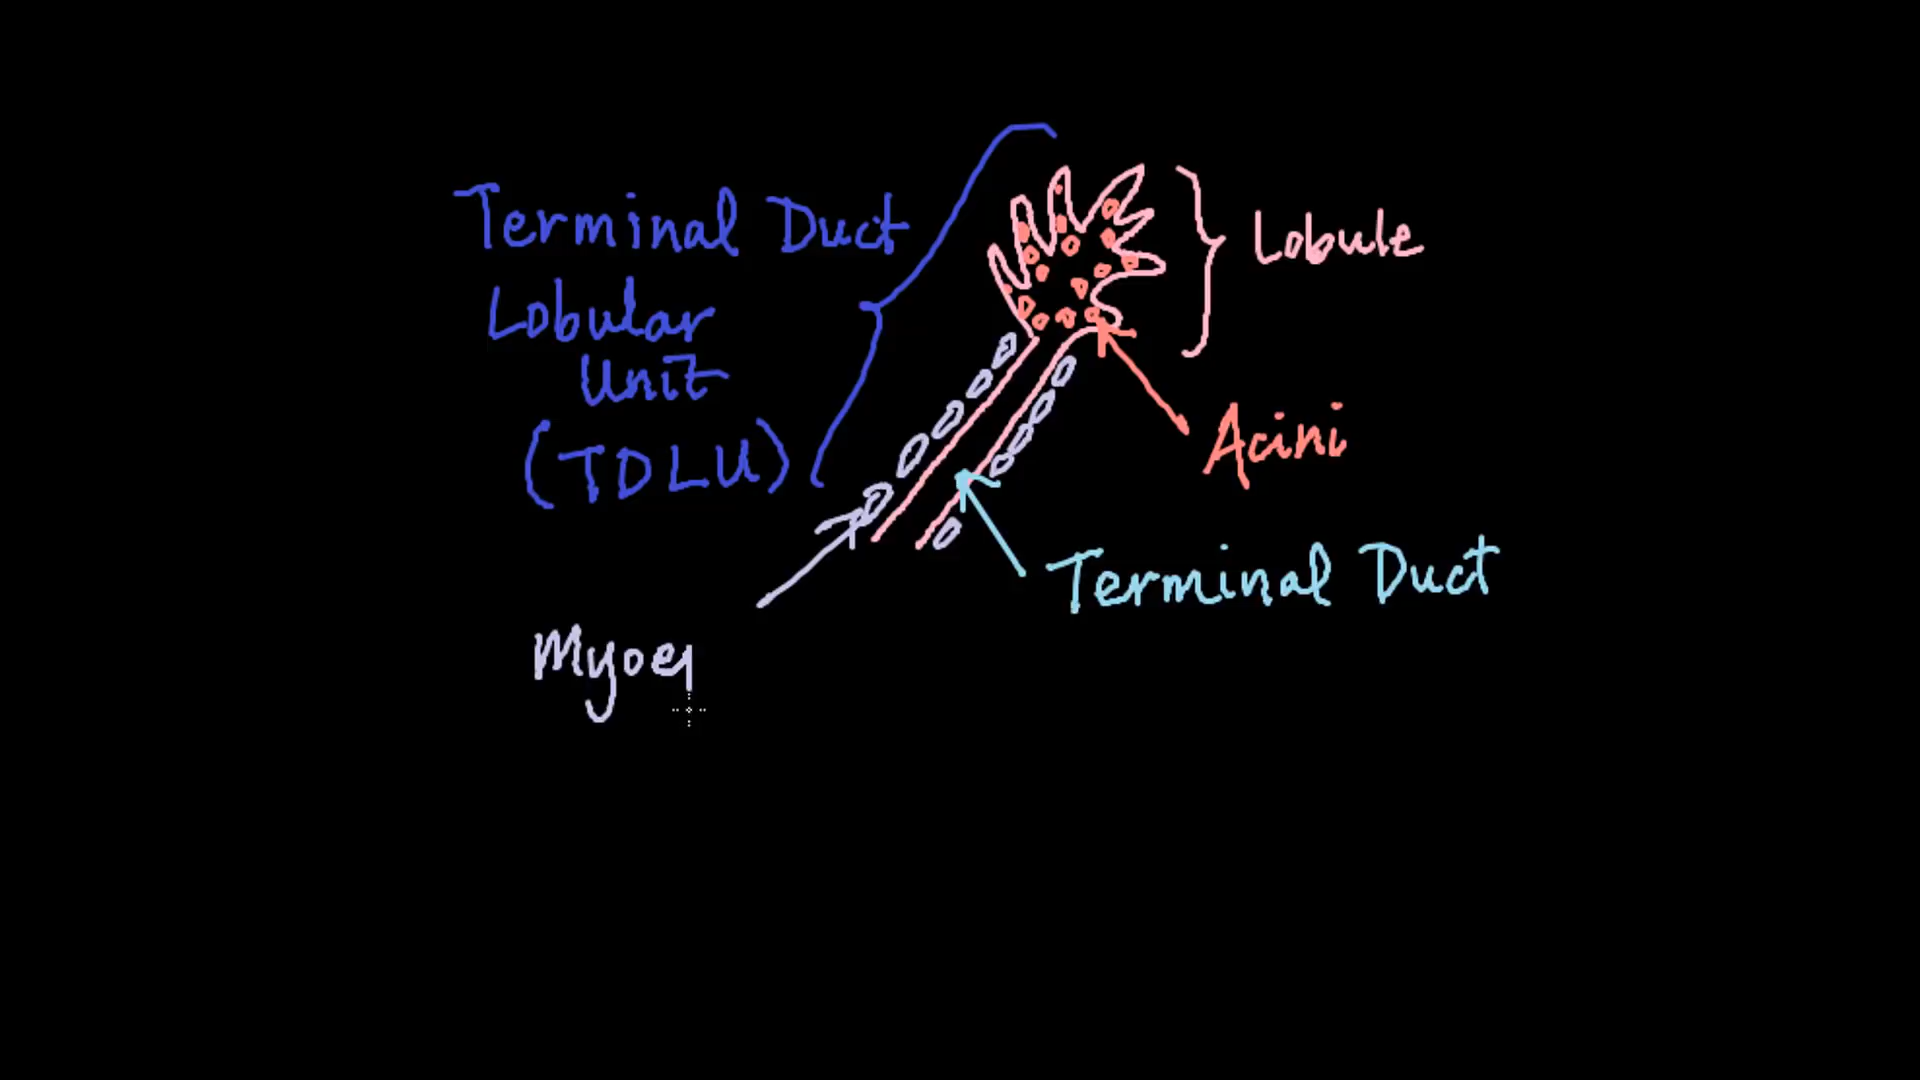 Terminal Duct
Lobular
Unit
(TDLU)
Lobule
Acini
Terminal Duct
Myoep